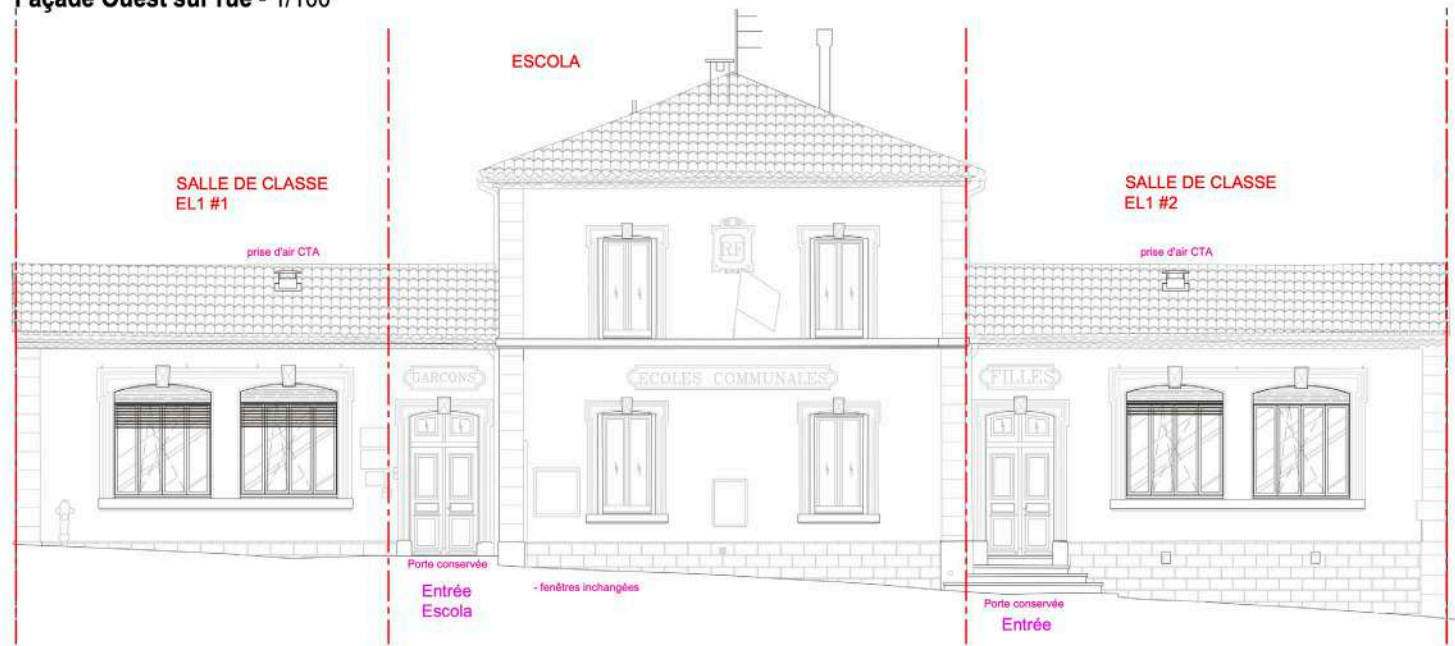 Façade Ouest sur rue - 1/100
ESCOLA
SALLE DE CLASSE
EL1 #1
SALLE DE CLASSE
EL1 #2
prise d'air CTA
prise d'air CTA
RF
GARCONS
ECOLES COMMUNALES
FILLES
Porte conservée
Entrée
Escola
- fenêtres inchangées
Porte conservée
Entrée